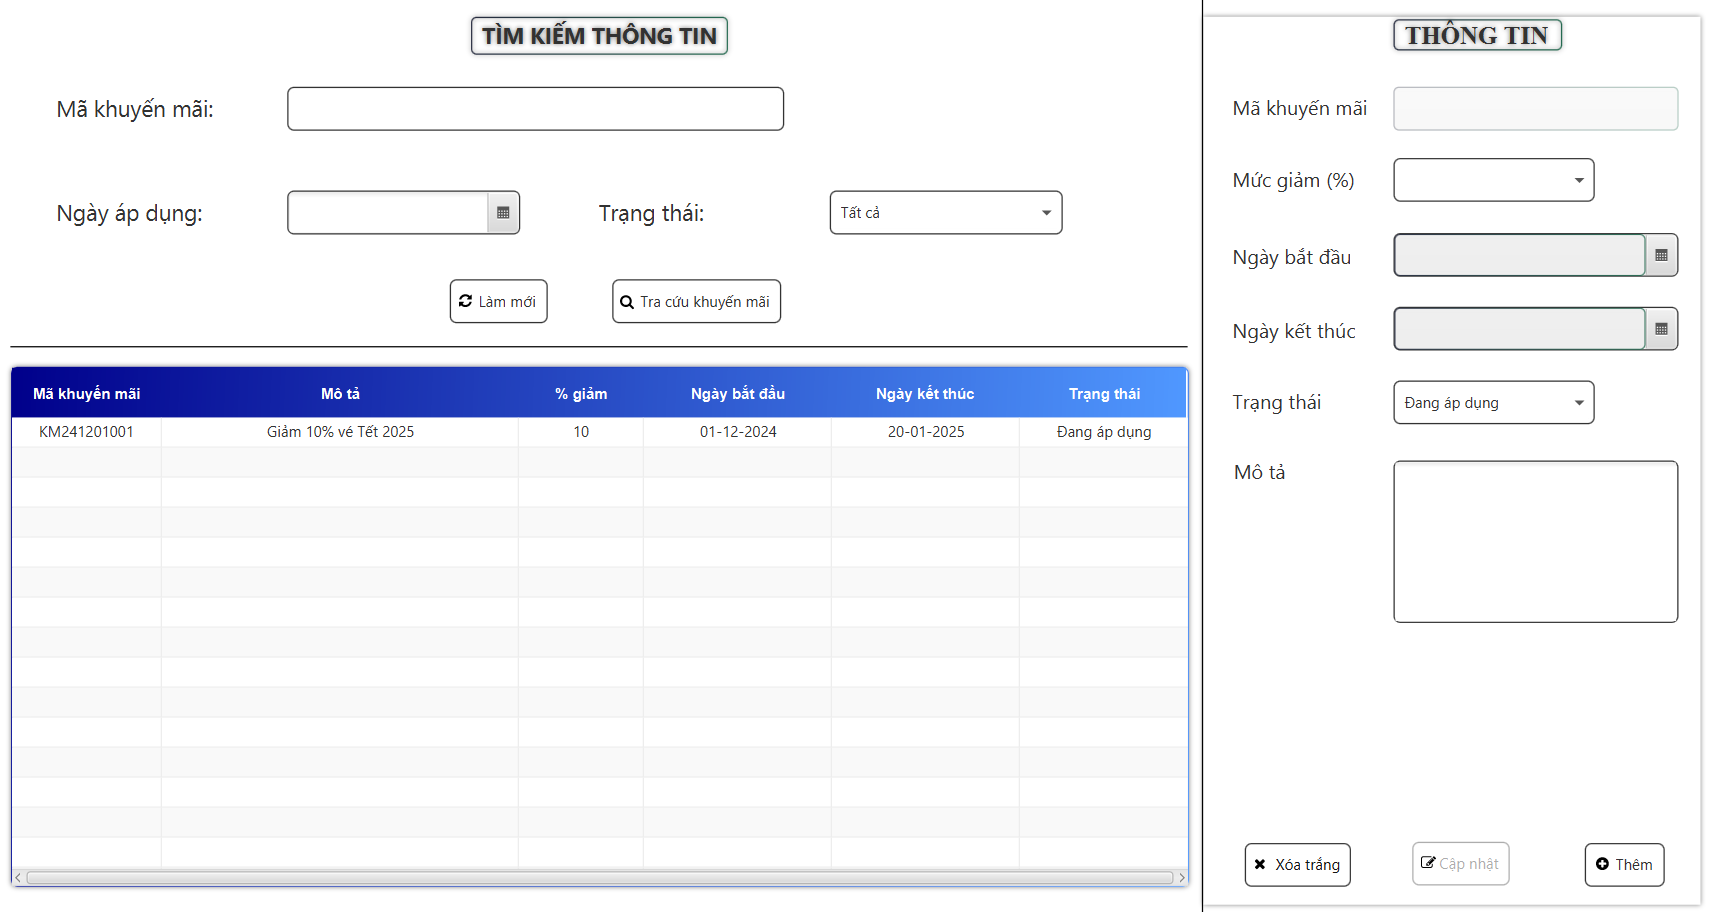 TÌM KIẾM THÔNG TIN
Mã khuyến mãi:
Ngày áp dụng:
Trạng thái:
Tất cả
Làm mới
Tra cứu khuyến mãi
Mã khuyến mãi Mô tả % giảm Ngày bắt đầu Ngày kết thúc Trạng thái
KM241201001 Giảm 10% vé Tết 2025 10 01-12-2024 20-01-2025 Đang áp dụng
THÔNG TIN
Mã khuyến mãi
Mức giảm (%)
Ngày bắt đầu
Ngày kết thúc
Trạng thái
Đang áp dụng
Mô tả
Xóa trắng
Cập nhật
Thêm